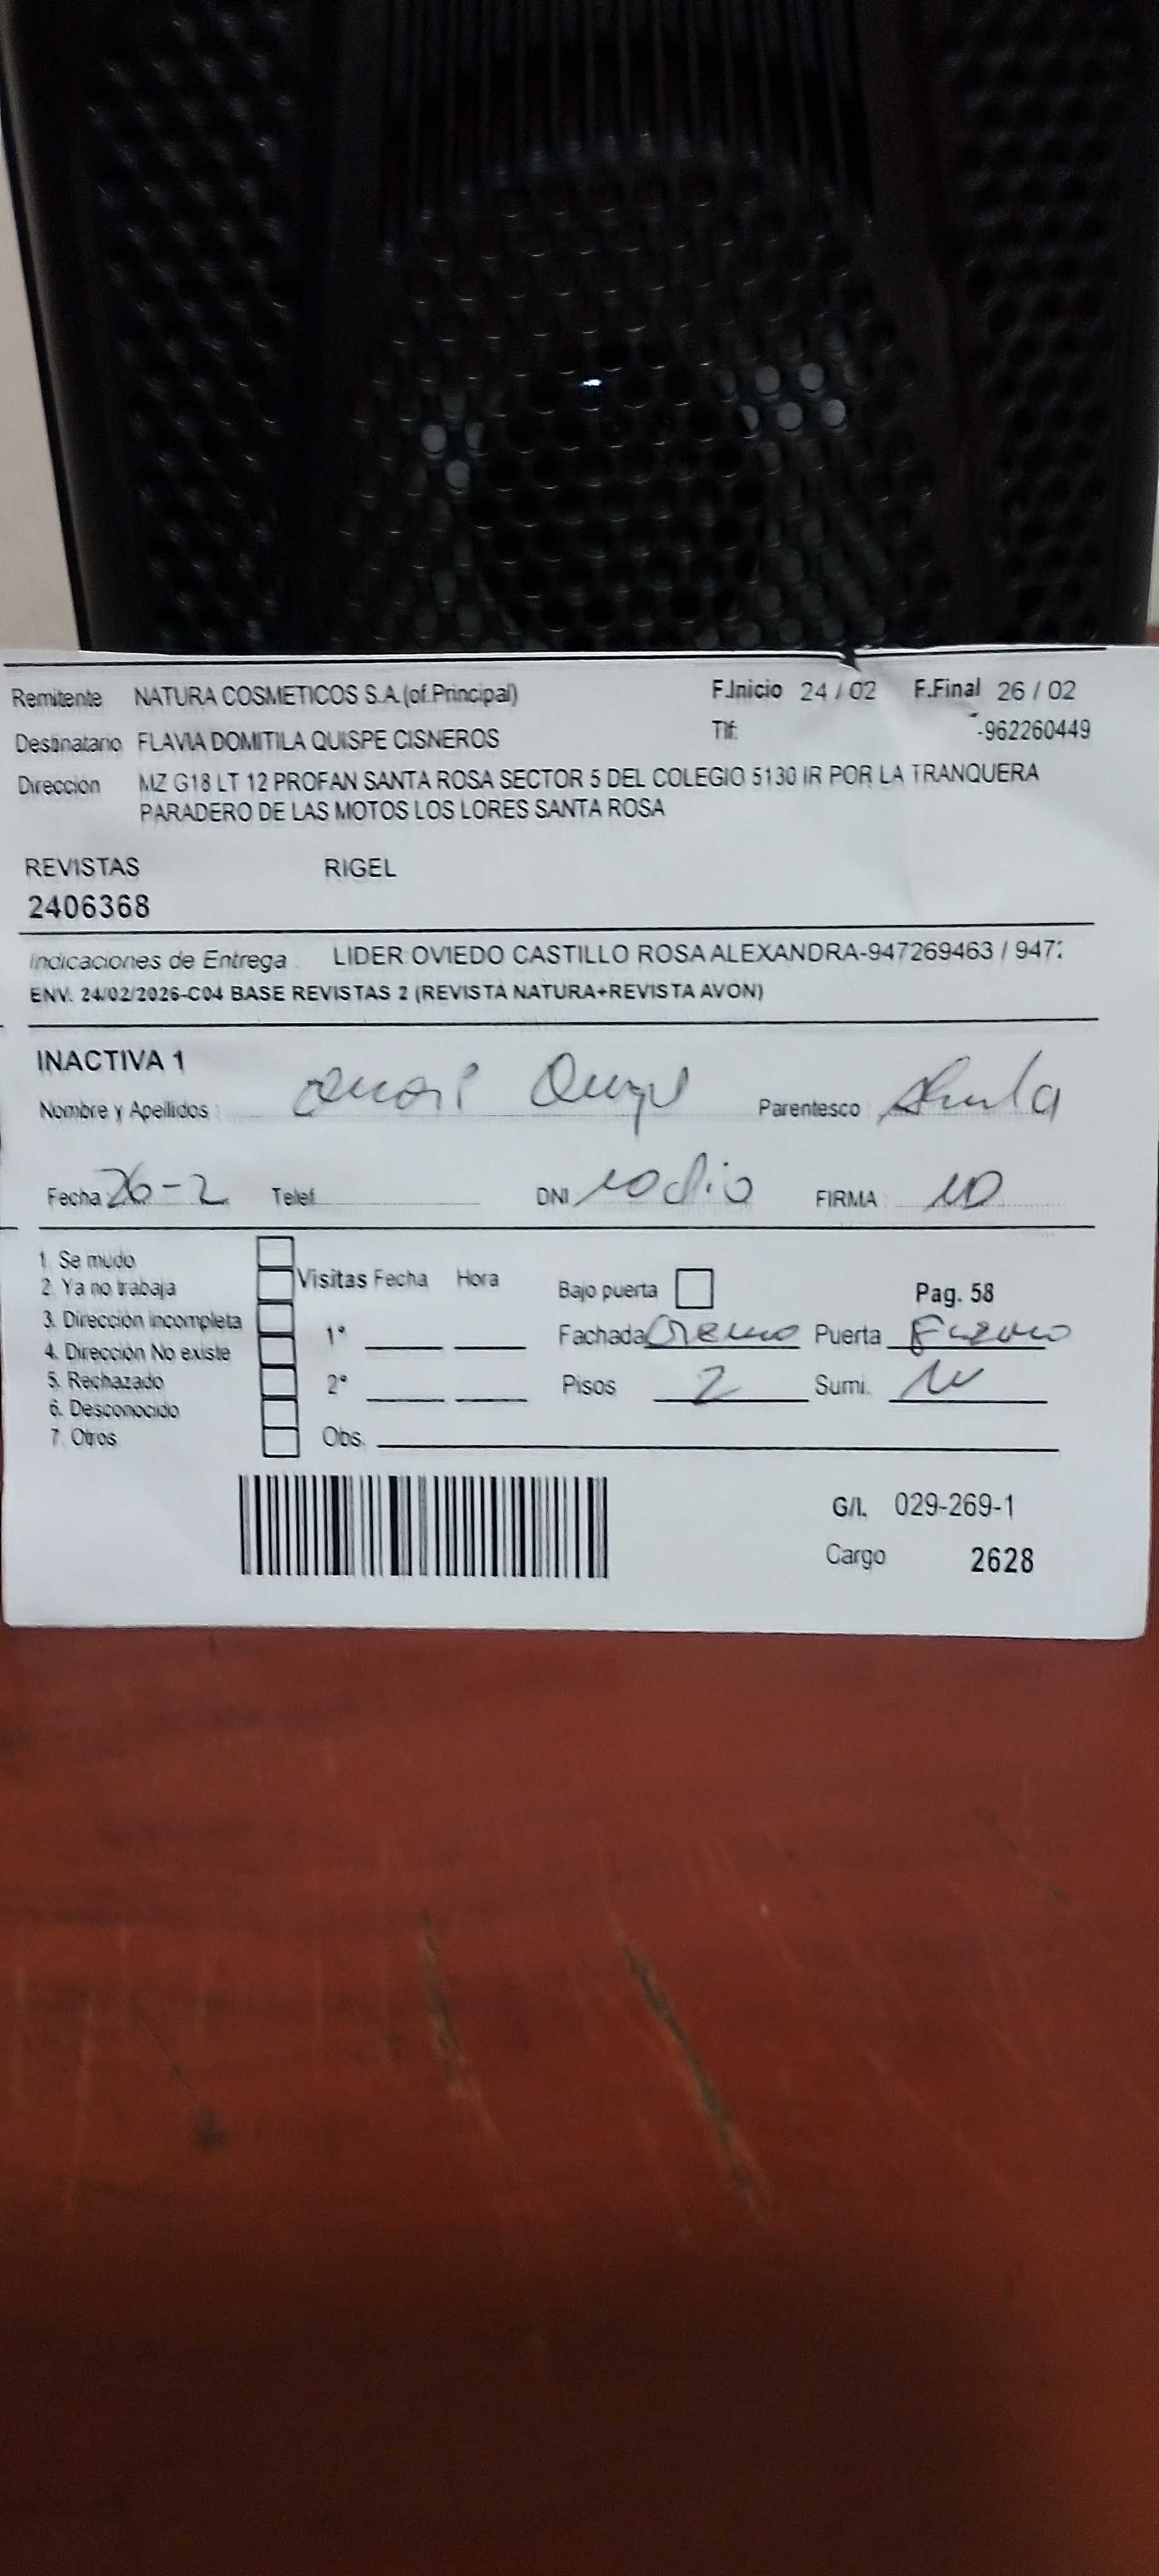 Remitente NATURA COSMETICOS S.A.(of.Principal) F.Inicio 24 / 02 F.Final 26 / 02
Destinatario FLAVIA DOMITILA QUISPE CISNEROS Tlf: -962260449
Dirección MZ G18 LT 12 PROFAN SANTA ROSA SECTOR 5 DEL COLEGIO 5130 IR POR LA TRANQUERA
PARADERO DE LAS MOTOS LOS LORES SANTA ROSA
REVISTAS RIGEL
2406368
Indicaciones de Entrega : LIDER OVIEDO CASTILLO ROSA ALEXANDRA-947269463 / 947
ENV. 24/02/2026-C04 BASE REVISTAS 2 (REVISTA NATURA+REVISTA AVON)
INACTIVA 1
Nombre y Apellidos : Parentesco :
Fecha 26-2 Telef. DNI no dio FIRMA : NO
1. Se mudo
2. Ya no trabaja
3. Dirección incompleta
4. Dirección No existe
5. Rechazado
6. Desconocido
7. Otros
Visitas Fecha Hora Bajo puerta Pag. 58
1° Fachada Puerta
2° Pisos 2 Sumi.
Obs.
G/L 029-269-1
Cargo 2628